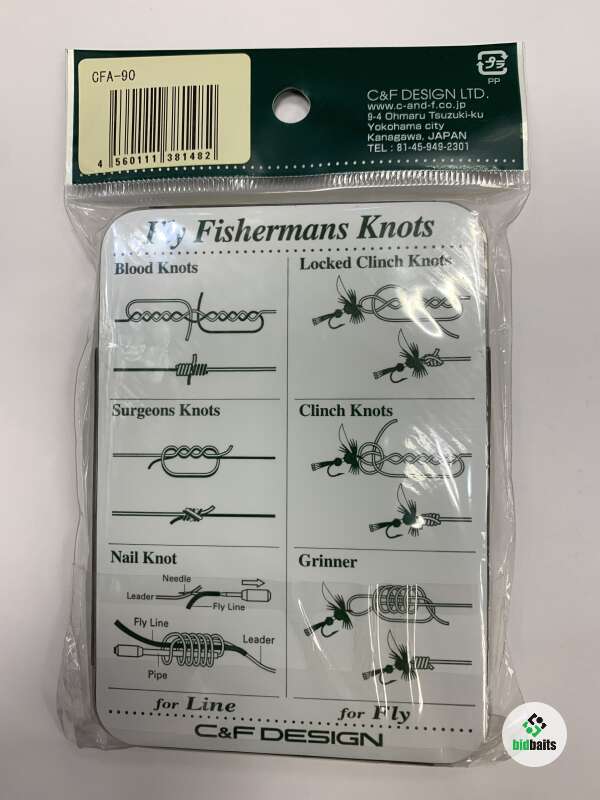 CFA-90
4 560111 381482
プラ
PP
C&F DESIGN LTD.
www.c-and-f.co.jp
9-4 Ohmaru Tsuzuki-ku
Yokohama city
Kanagawa, JAPAN
TEL : 81-45-949-2301
Fly Fishermans Knots
Blood Knots
Locked Clinch Knots
Surgeons Knots
Clinch Knots
Nail Knot
Needle
Leader
Fly Line
Fly Line
Leader
Pipe
Grinner
for Line
for Fly
C&F DESIGN
bidbaits